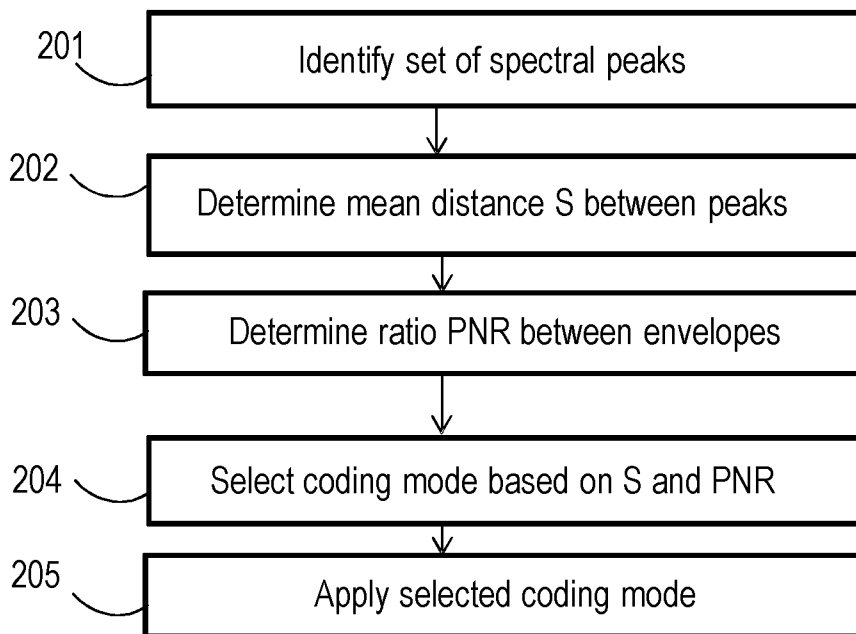 201
Identify set of spectral peaks
202
Determine mean distance S between peaks
203
Determine ratio PNR between envelopes
204
Select coding mode based on S and PNR
205
Apply selected coding mode